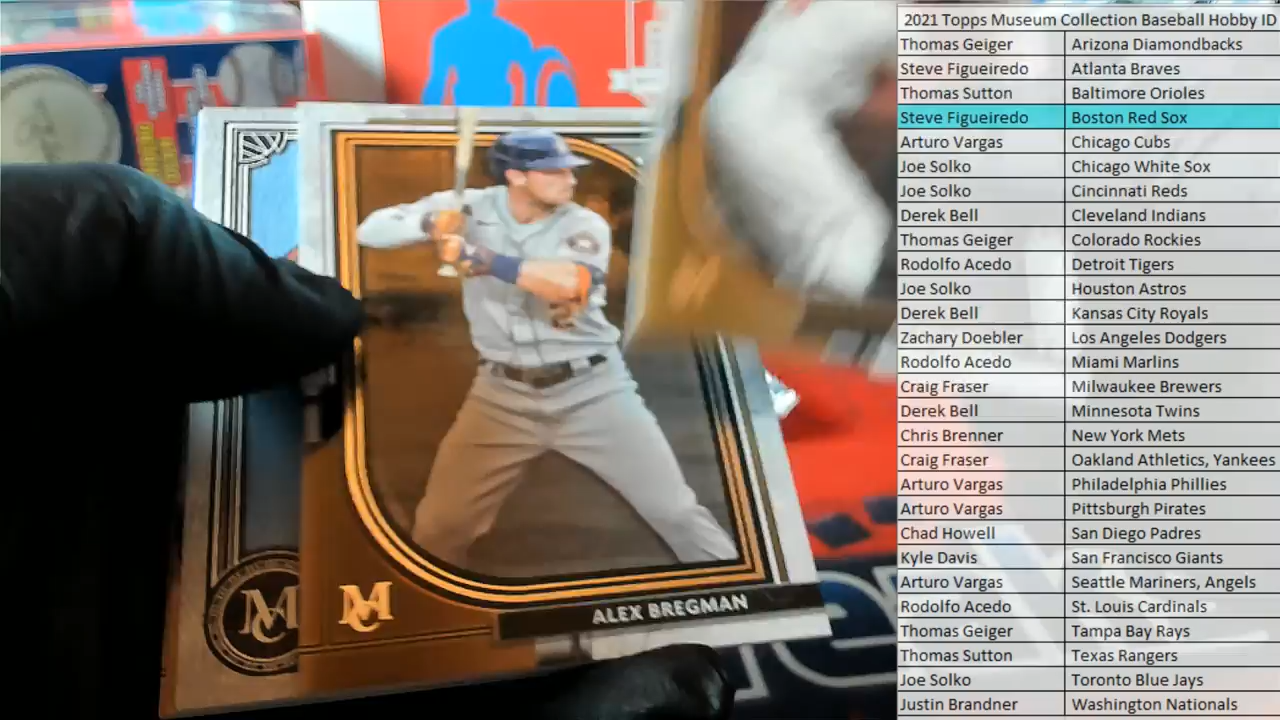 2021 Topps Museum Collection Baseball Hobby ID
Thomas Geiger Arizona Diamondbacks
Steve Figueiredo Atlanta Braves
Thomas Sutton Baltimore Orioles
Steve Figueiredo Boston Red Sox
Arturo Vargas Chicago Cubs
Joe Solko Chicago White Sox
Joe Solko Cincinnati Reds
Derek Bell Cleveland Indians
Thomas Geiger Colorado Rockies
Rodolfo Acedo Detroit Tigers
Joe Solko Houston Astros
Derek Bell Kansas City Royals
Zachary Doebler Los Angeles Dodgers
Rodolfo Acedo Miami Marlins
Craig Fraser Milwaukee Brewers
Derek Bell Minnesota Twins
Chris Brenner New York Mets
Craig Fraser Oakland Athletics, Yankees
Arturo Vargas Philadelphia Phillies
Arturo Vargas Pittsburgh Pirates
Chad Howell San Diego Padres
Kyle Davis San Francisco Giants
Arturo Vargas Seattle Mariners, Angels
Rodolfo Acedo St. Louis Cardinals
Thomas Geiger Tampa Bay Rays
Thomas Sutton Texas Rangers
Joe Solko Toronto Blue Jays
Justin Brandner Washington Nationals
MC
MC
ALEX BREGMAN